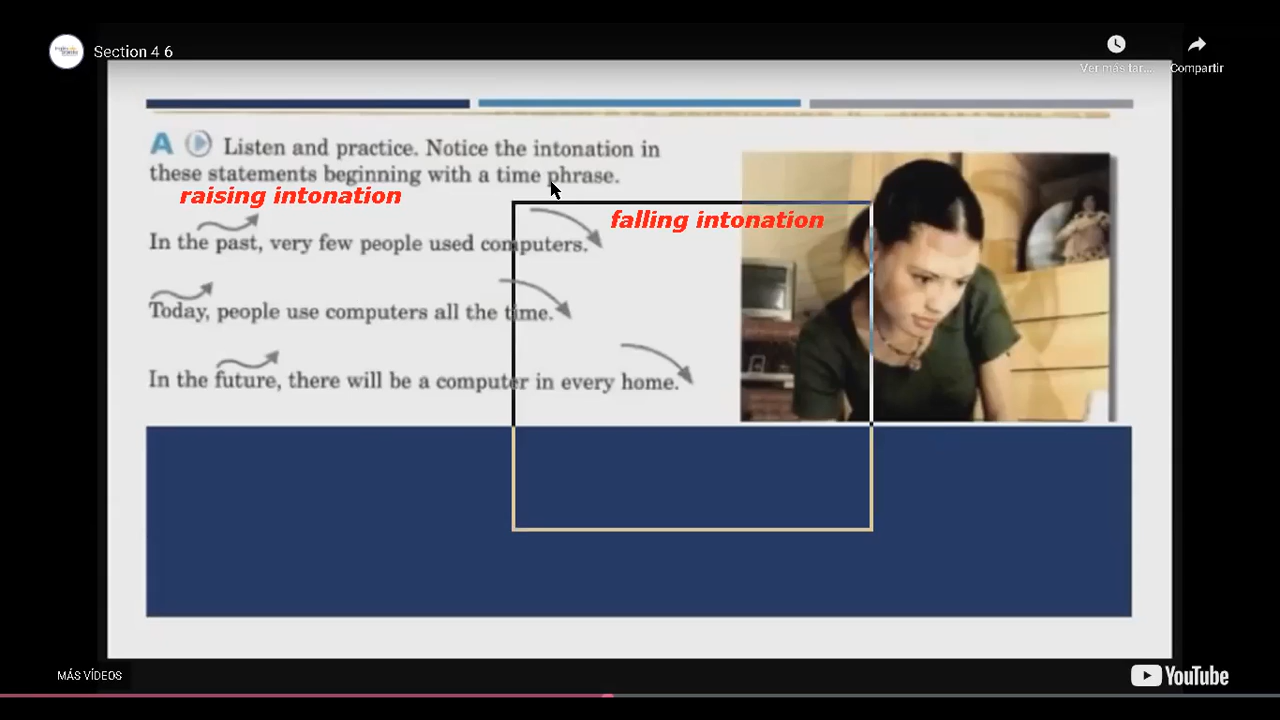 Section 4 6
Ver más tar...
Compartir
A Listen and practice. Notice the intonation in
these statements beginning with a time phrase.
raising intonation
falling intonation
In the past, very few people used computers.
Today, people use computers all the time.
In the future, there will be a computer in every home.
MÁS VÍDEOS
YouTube